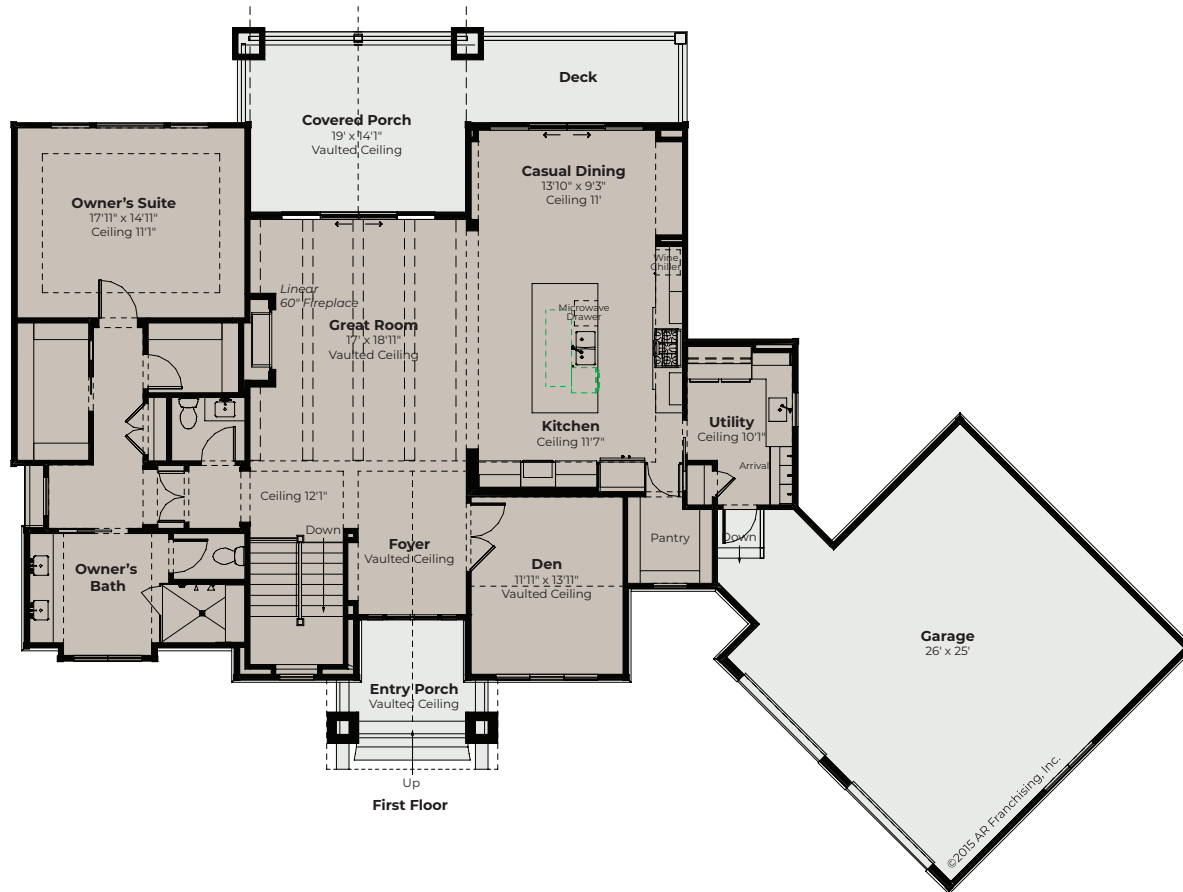 Deck
Covered Porch
19' x 14'1"
Vaulted Ceiling
Casual Dining
13'10" x 9'3"
Ceiling 11'
Owner's Suite
17'11" x 14'11"
Ceiling 11'1"
Wine
Chiller
Linear
60" Fireplace
Microwave
Drawer
Great Room
17' x 18'11"
Vaulted Ceiling
Kitchen
Ceiling 11'7"
Utility
Ceiling 10'1"
Arrival
Ceiling 12'1"
Down
Foyer
Vaulted Ceiling
Pantry
Down
Owner's
Bath
Den
11'11" x 13'11"
Vaulted Ceiling
Garage
26' x 25'
Entry Porch
Vaulted Ceiling
Up
First Floor
©2015 AR Franchising, Inc.